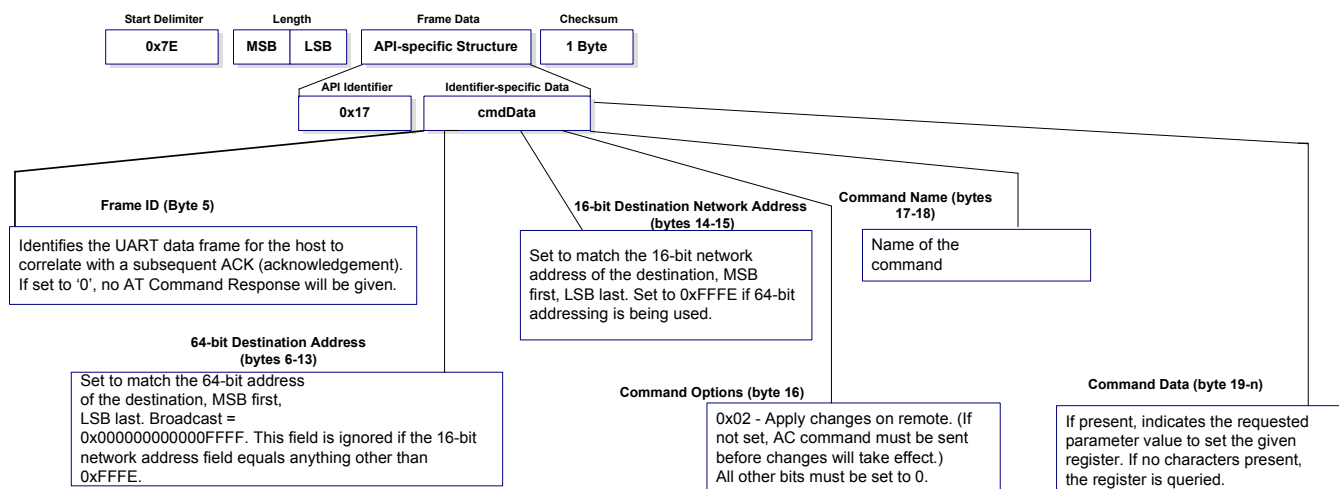 Start Delimiter
Length
Frame Data
Checksum
0x7E
MSB
LSB
API-specific Structure
1 Byte
API Identifier
Identifier-specific Data
0x17
cmdData
Frame ID (Byte 5)
Identifies the UART data frame for the host to
correlate with a subsequent ACK (acknowledgement).
If set to ‘0’, no AT Command Response will be given.
16-bit Destination Network Address
(bytes 14-15)
Set to match the 16-bit network
address of the destination, MSB
first, LSB last. Set to 0xFFFE if 64-bit
addressing is being used.
Command Name (bytes
17-18)
Name of the
command
64-bit Destination Address
(bytes 6-13)
Set to match the 64-bit address
of the destination, MSB first,
LSB last. Broadcast =
0x000000000000FFFF. This field is ignored if the 16-bit
network address field equals anything other than
0xFFFE.
Command Options (byte 16)
0x02 - Apply changes on remote. (If
not set, AC command must be sent
before changes will take effect.)
All other bits must be set to 0.
Command Data (byte 19-n)
If present, indicates the requested
parameter value to set the given
register. If no characters present,
the register is queried.